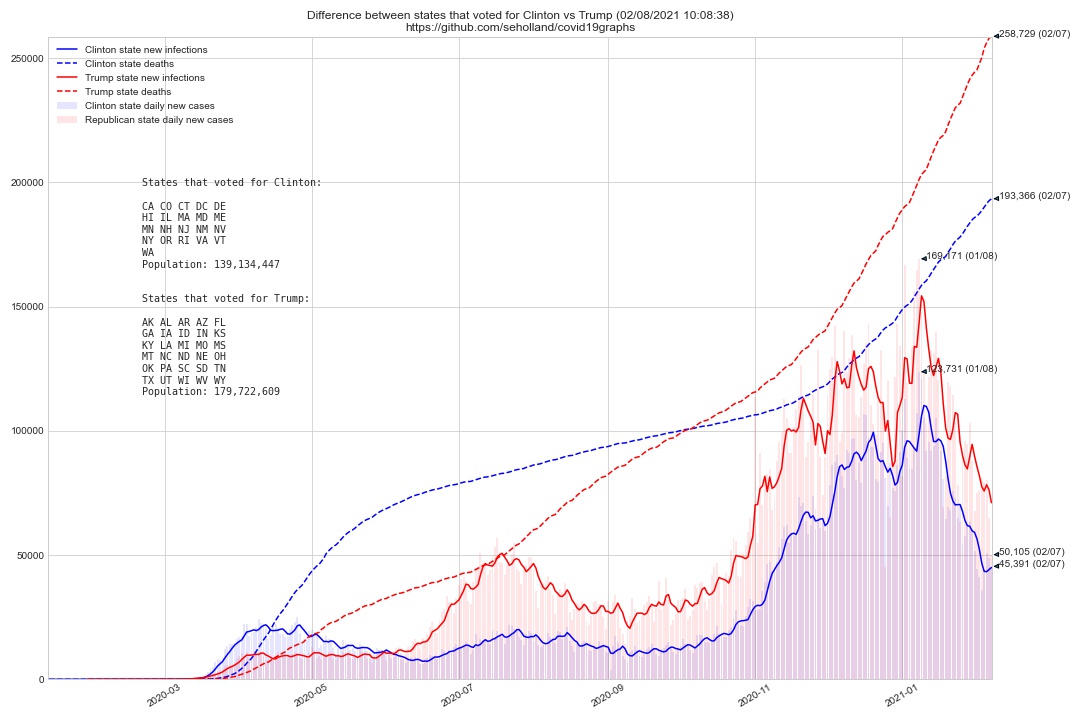 Difference between states that voted for Clinton vs Trump (02/08/2021 10:08:38)
https://github.com/seholland/covid19graphs
Clinton state new infections
Clinton state deaths
Trump state new infections
Trump state deaths
Clinton state daily new cases
Republican state daily new cases
States that voted for Clinton:
CA CO CT DC DE
HI IL MA MD ME
MN NH NJ NM NV
NY OR RI VA VT
WA
Population: 139,134,447
States that voted for Trump:
AK AL AR AZ FL
GA IA ID IN KS
KY LA MI MO MS
MT NC ND NE OH
OK PA SC SD TN
TX UT WI WV WY
Population: 179,722,609
258,729 (02/07)
193,366 (02/07)
169,171 (01/08)
123,731 (01/08)
50,105 (02/07)
45,391 (02/07)
250000
200000
150000
100000
50000
0
2020-03
2020-05
2020-07
2020-09
2020-11
2021-01